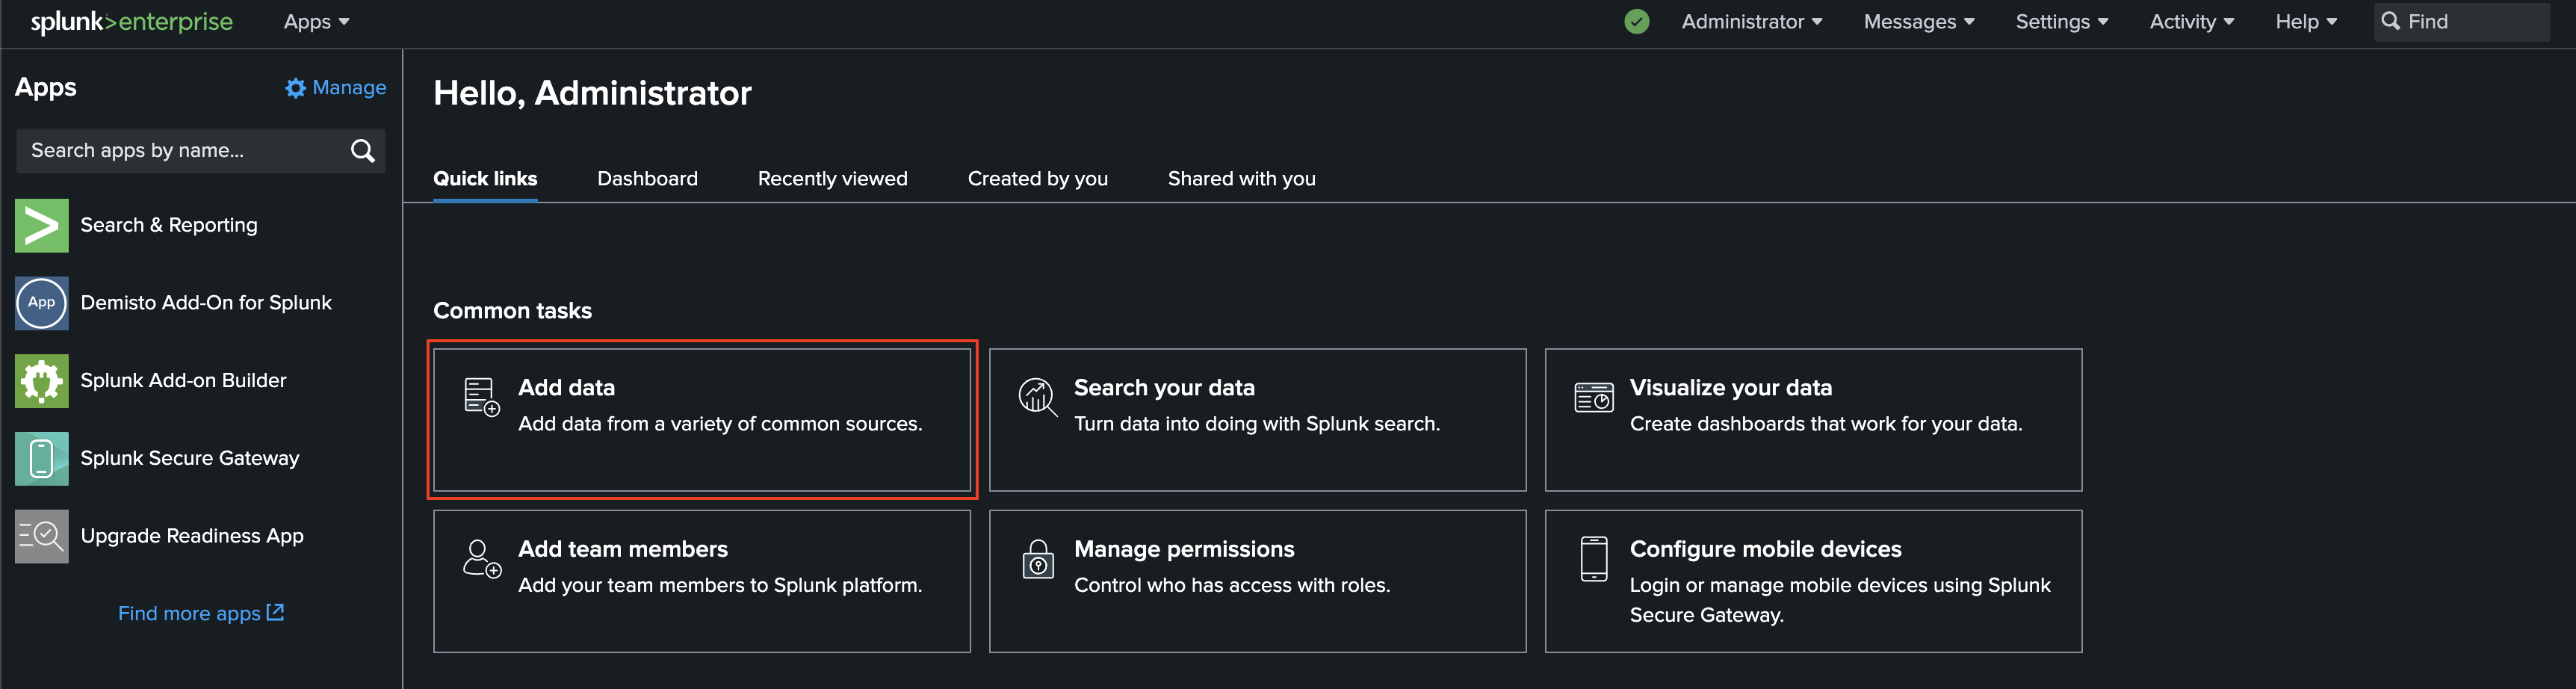 splunk>enterprise
Apps
Administrator
Messages
Settings
Activity
Help
Find
Apps
Manage
Search apps by name...
Search & Reporting
App
Demisto Add-On for Splunk
Splunk Add-on Builder
Splunk Secure Gateway
Upgrade Readiness App
Find more apps
Hello, Administrator
Quick links
Dashboard
Recently viewed
Created by you
Shared with you
Common tasks
Add data
Add data from a variety of common sources.
Search your data
Turn data into doing with Splunk search.
Visualize your data
Create dashboards that work for your data.
Add team members
Add your team members to Splunk platform.
Manage permissions
Control who has access with roles.
Configure mobile devices
Login or manage mobile devices using Splunk
Secure Gateway.